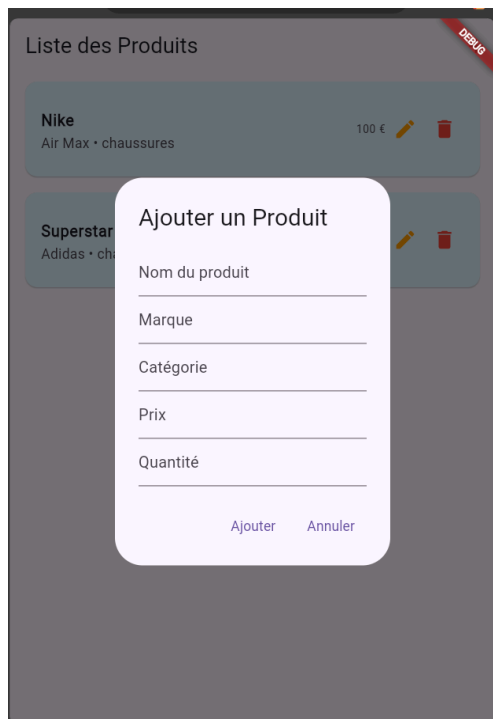 Liste des Produits
DEBUG
Nike
Air Max • chaussures
100 €
Superstar
Adidas • cha
Ajouter un Produit
Nom du produit
Marque
Catégorie
Prix
Quantité
Ajouter
Annuler